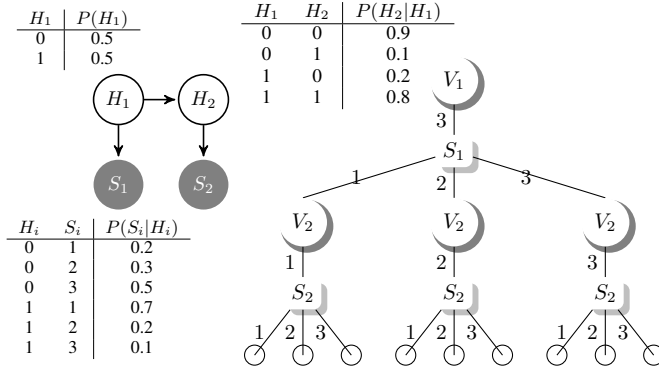 H₁ P(H₁)
0 0.5
1 0.5
H₁ H₂ P(H₂|H₁)
0 0 0.9
0 1 0.1
1 0 0.2
1 1 0.8
H₁ H₂
S₁ S₂
Hᵢ Sᵢ P(Sᵢ|Hᵢ)
0 1 0.2
0 2 0.3
0 3 0.5
1 1 0.7
1 2 0.2
1 3 0.1
V₁
3
S₁
1 2 3
V₂ V₂ V₂
1 2 3
S₂ S₂ S₂
1 2 3 1 2 3 1 2 3